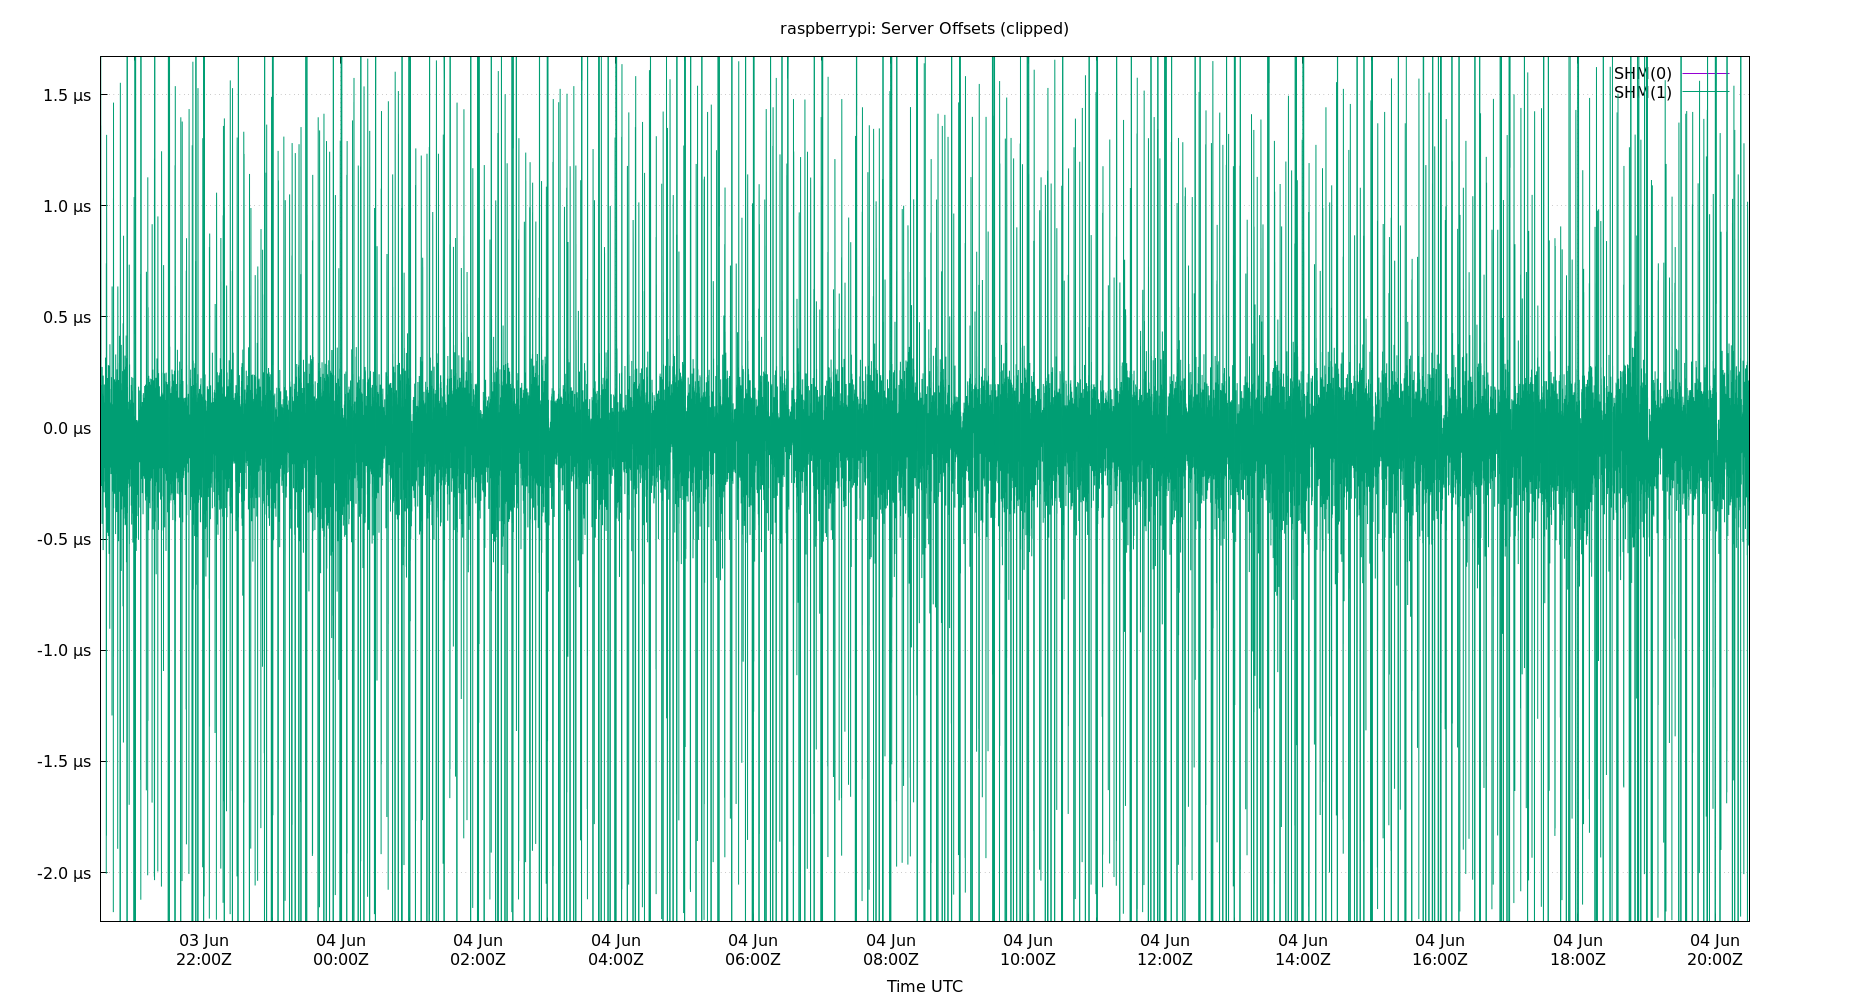 raspberrypi: Server Offsets (clipped)
SHM(0)
SHM(1)
1.5 µs
1.0 µs
0.5 µs
0.0 µs
-0.5 µs
-1.0 µs
-1.5 µs
-2.0 µs
03 Jun 04 Jun 04 Jun 04 Jun 04 Jun 04 Jun 04 Jun 04 Jun 04 Jun 04 Jun 04 Jun 04 Jun
22:00Z 00:00Z 02:00Z 04:00Z 06:00Z 08:00Z 10:00Z 12:00Z 14:00Z 16:00Z 18:00Z 20:00Z
Time UTC